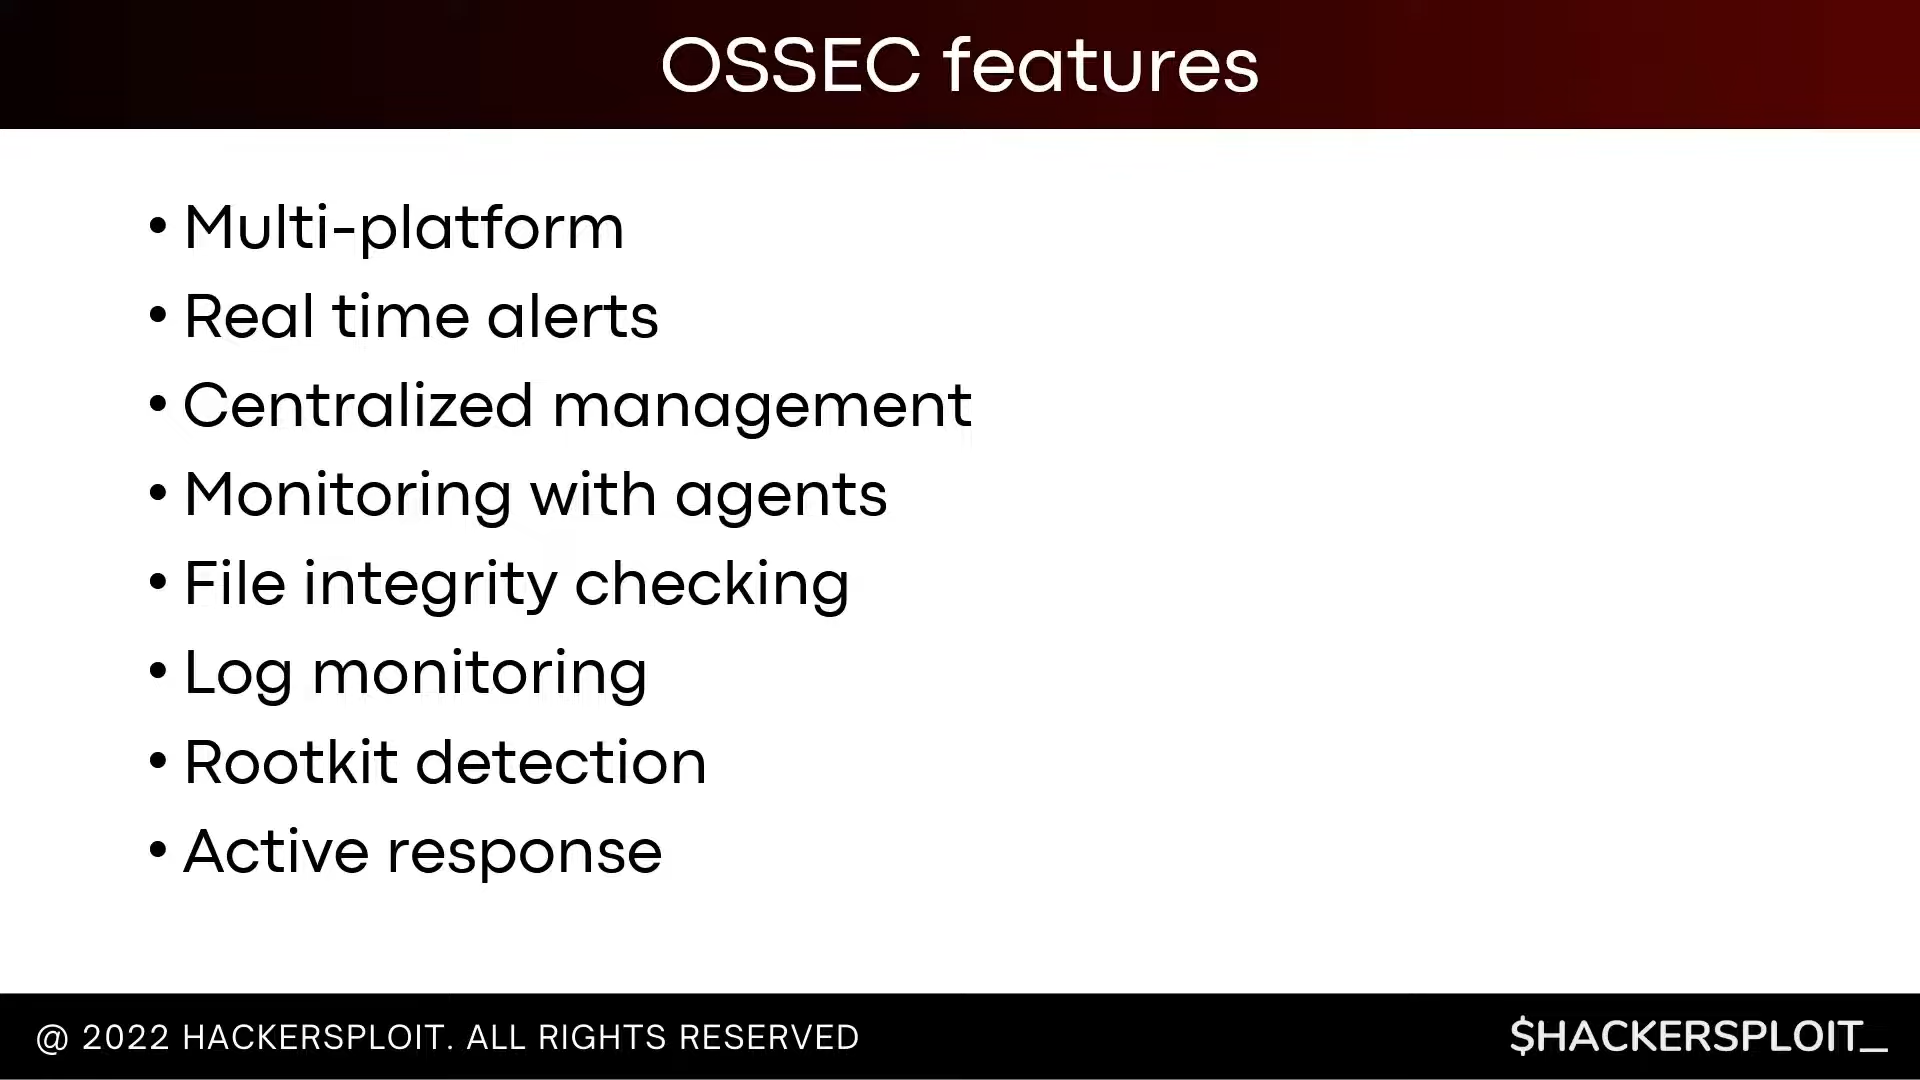 OSSEC features
• Multi-platform
• Real time alerts
• Centralized management
• Monitoring with agents
• File integrity checking
• Log monitoring
• Rootkit detection
• Active response
@ 2022 HACKERSPLOIT. ALL RIGHTS RESERVED
$HACKERSPLOIT_